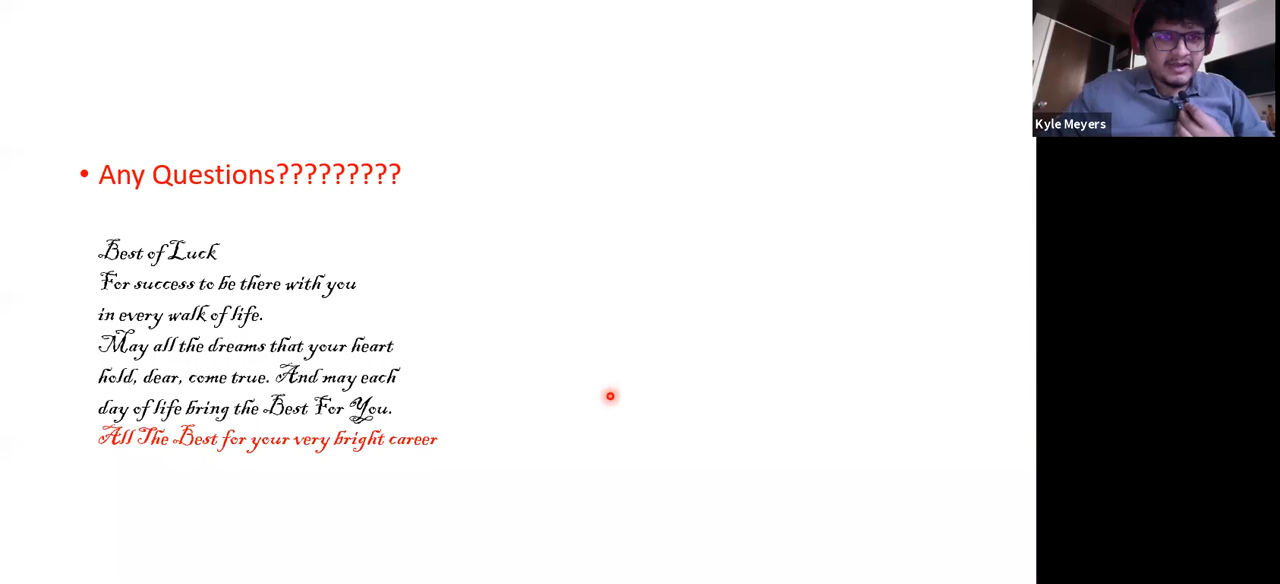 • Any Questions?????????
Best of Luck
For success to be there with you
in every walk of life.
May all the dreams that your heart
hold, dear, come true. And may each
day of life bring the Best For You.
All The Best for your very bright career
Kyle Meyers